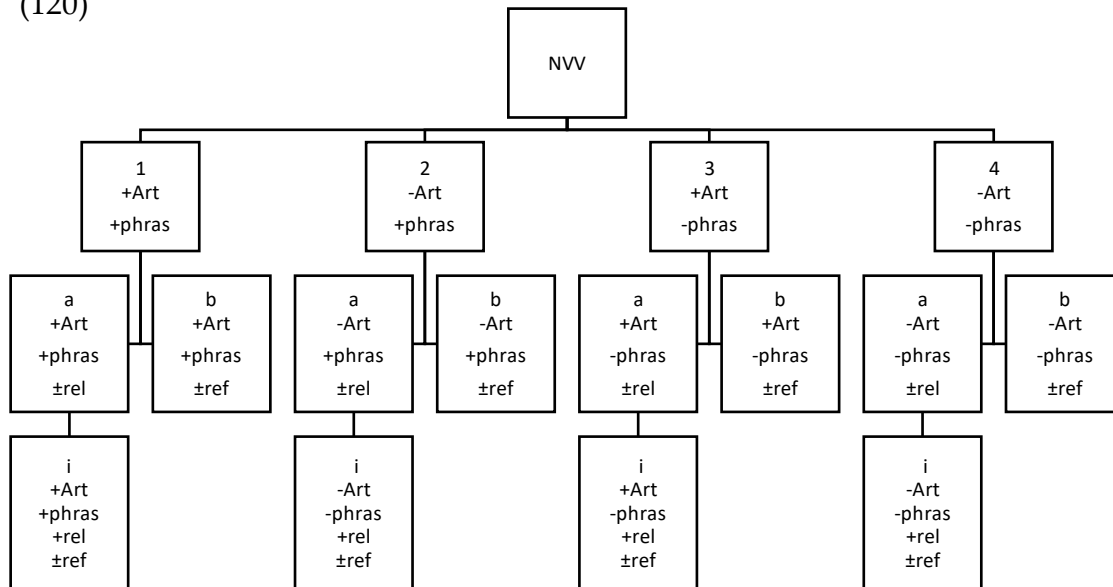 (120)
NVV
1
+Art
+phras
2
-Art
+phras
3
+Art
-phras
4
-Art
-phras
a
+Art
+phras
±rel
b
+Art
+phras
±ref
a
-Art
+phras
±rel
b
-Art
+phras
±ref
a
+Art
-phras
±rel
b
+Art
-phras
±ref
a
-Art
-phras
±rel
b
-Art
-phras
±ref
i
+Art
+phras
+rel
±ref
i
-Art
-phras
+rel
±ref
i
+Art
-phras
+rel
±ref
i
-Art
-phras
+rel
±ref